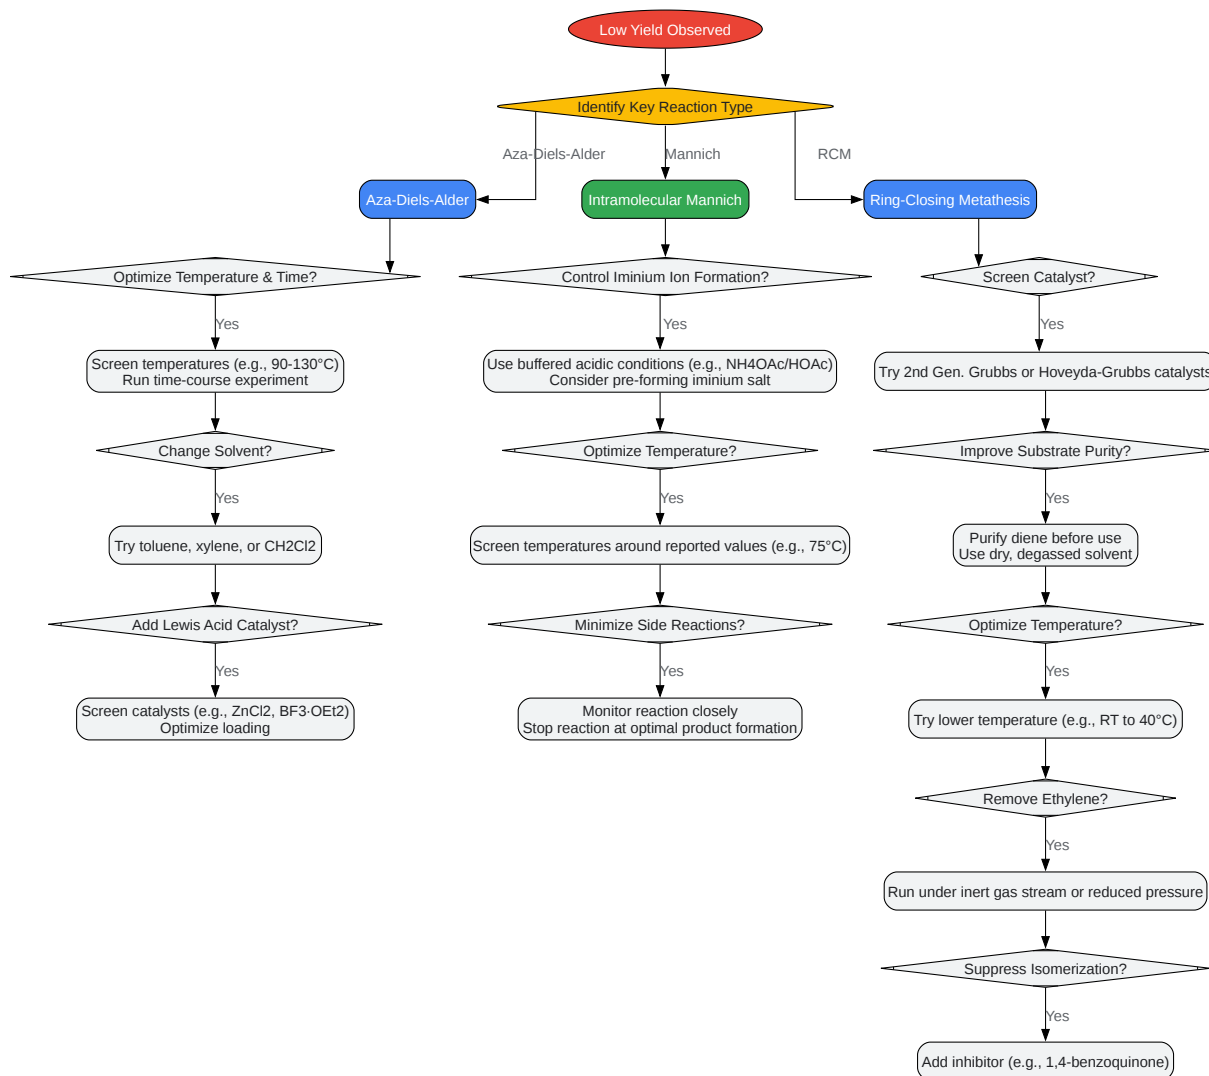 Low Yield Observed
Identify Key Reaction Type
Aza-Diels-Alder
Mannich
RCM
Aza-Diels-Alder
Intramolecular Mannich
Ring-Closing Metathesis
Optimize Temperature & Time?
Control Iminium Ion Formation?
Screen Catalyst?
Yes
Yes
Yes
Screen temperatures (e.g., 90-130°C)
Run time-course experiment
Use buffered acidic conditions (e.g., NH4OAc/HOAc)
Consider pre-forming iminium salt
Try 2nd Gen. Grubbs or Hoveyda-Grubbs catalysts
Change Solvent?
Optimize Temperature?
Improve Substrate Purity?
Yes
Yes
Yes
Try toluene, xylene, or CH2Cl2
Screen temperatures around reported values (e.g., 75°C)
Purify diene before use
Use dry, degassed solvent
Add Lewis Acid Catalyst?
Minimize Side Reactions?
Optimize Temperature?
Yes
Yes
Yes
Screen catalysts (e.g., ZnCl2, BF3·OEt2)
Optimize loading
Monitor reaction closely
Stop reaction at optimal product formation
Try lower temperature (e.g., RT to 40°C)
Remove Ethylene?
Yes
Run under inert gas stream or reduced pressure
Suppress Isomerization?
Yes
Add inhibitor (e.g., 1,4-benzoquinone)